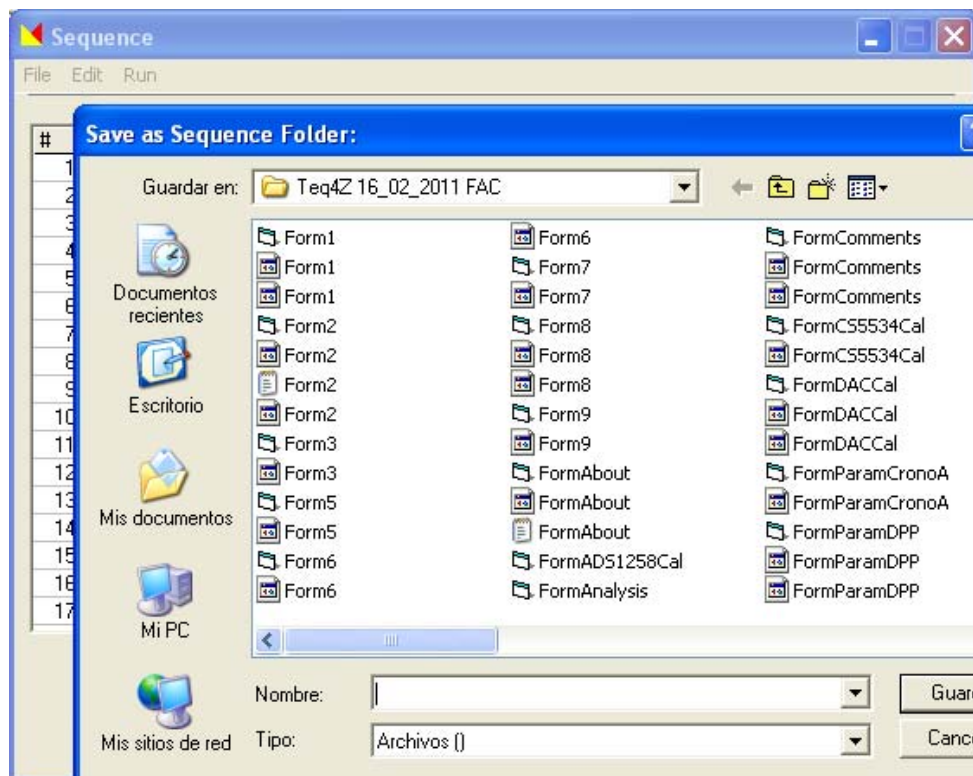 Sequence
File Edit Run
#
Save as Sequence Folder:
Guardar en: Teq4Z 16_02_2011 FAC
1
2
3
4
5
6
7
8
9
10
11
12
13
14
15
16
17
Documentos
recientes
Escritorio
Mis documentos
Mi PC
Mis sitios de red
Form1
Form1
Form1
Form2
Form2
Form2
Form2
Form3
Form3
Form5
Form5
Form6
Form6
Form6
Form7
Form7
Form8
Form8
Form8
Form9
Form9
FormAbout
FormAbout
FormAbout
FormADS1258Cal
FormAnalysis
FormComments
FormComments
FormComments
FormCS5534Cal
FormCS5534Cal
FormDACCal
FormDACCal
FormDACCal
FormParamCronoA
FormParamCronoA
FormParamDPP
FormParamDPP
FormParamDPP
Nombre: Guar
Tipo: Archivos () Canc